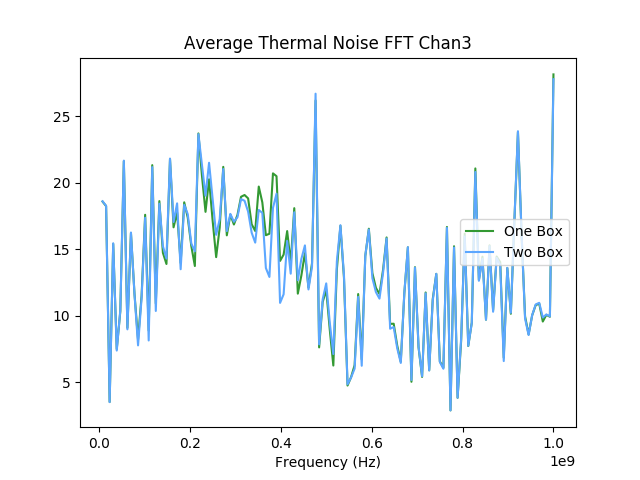 Average Thermal Noise FFT Chan3
25
20
15
10
5
One Box
Two Box
0.0 0.2 0.4 0.6 0.8 1.0
Frequency (Hz) 1e9